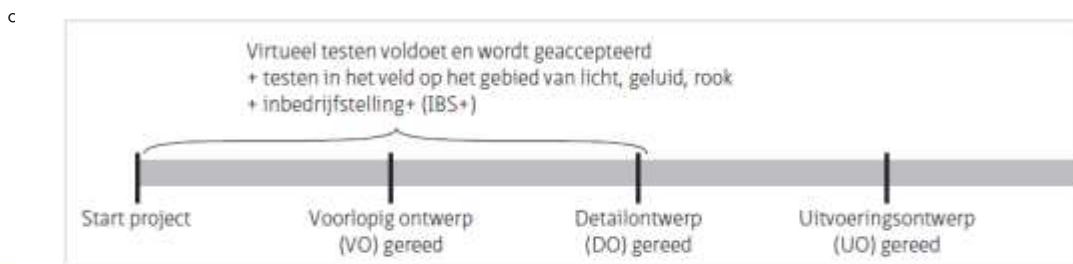 c
Virtueel testen voldoet en wordt geaccepteerd
+ testen in het veld op het gebied van licht, geluid, rook
+ inbedrijfstelling+ (IBS+)
Start project
Voorlopig ontwerp
(VO) gereed
Detailontwerp
(DO) gereed
Uitvoeringsontwerp
(UO) gereed